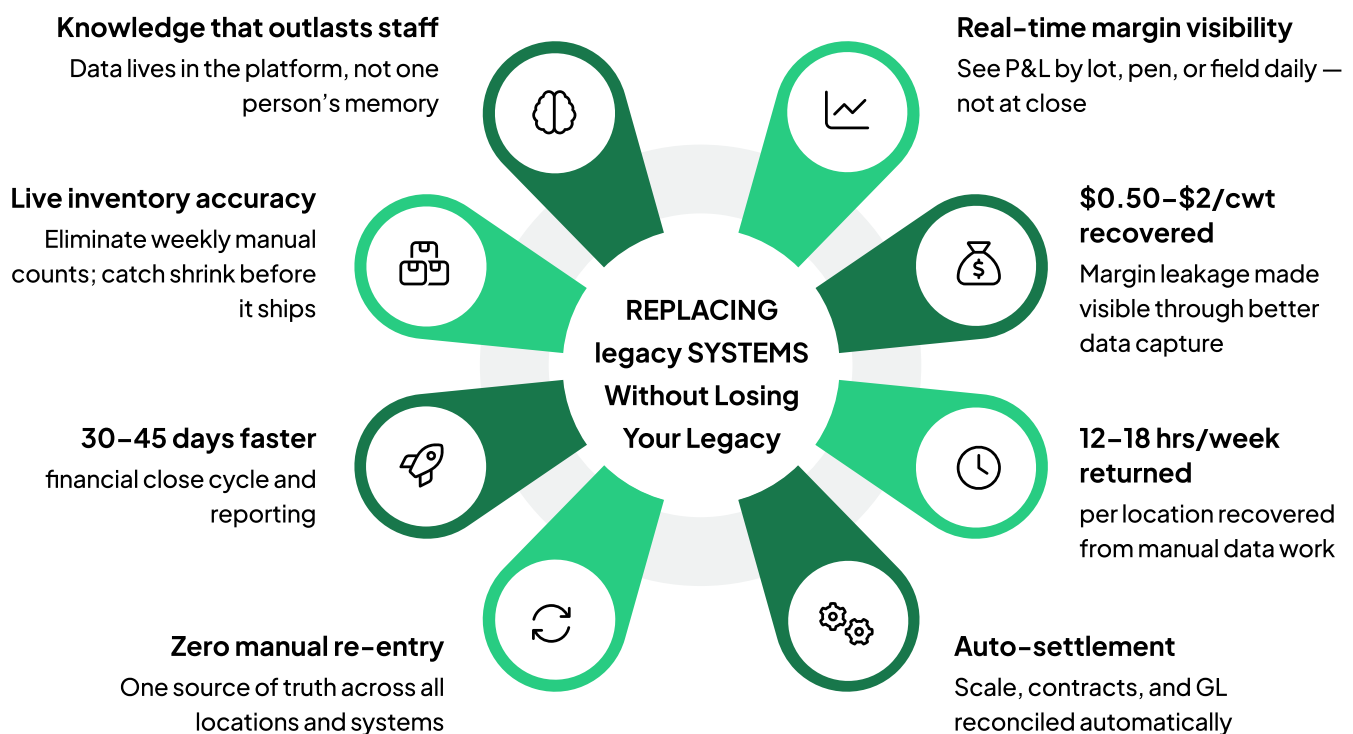 Knowledge that outlasts staff
Data lives in the platform, not one
person’s memory
Real-time margin visibility
See P&L by lot, pen, or field daily —
not at close
Live inventory accuracy
Eliminate weekly manual
counts; catch shrink before
it ships
$0.50–$2/cwt
recovered
Margin leakage made
visible through better
data capture
REPLACING
legacy SYSTEMS
Without Losing
Your Legacy
30–45 days faster
financial close cycle and
reporting
12–18 hrs/week
returned
per location recovered
from manual data work
Zero manual re-entry
One source of truth across all
locations and systems
Auto-settlement
Scale, contracts, and GL
reconciled automatically